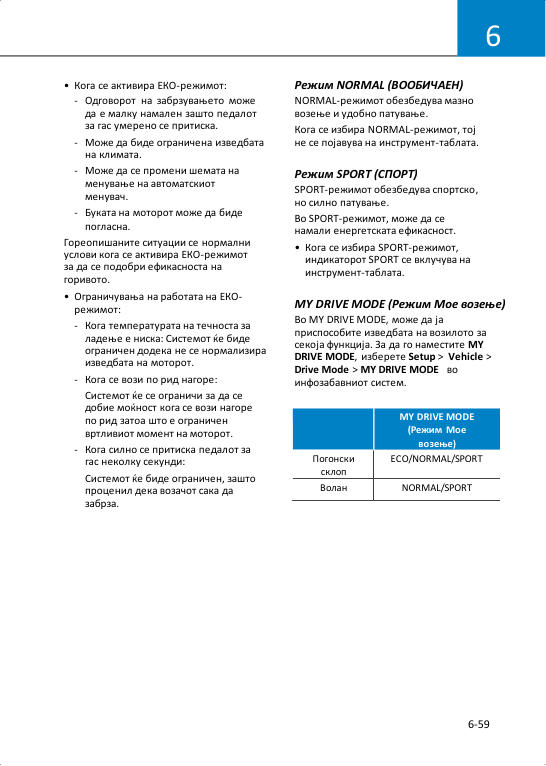 6
• Кога се активира ЕКО-режимот:
- Одговорот на забрзувањето може
да е малку намален зашто педалот
за гас умерено се притиска.
- Може да биде ограничена изведбата
на климата.
- Може да се промени шемата на
менување на автоматскиот
менувач.
- Буката на моторот може да биде
погласна.
Гореопишаните ситуации се нормални
услови кога се активира ЕКО-режимот
за да се подобри ефикасноста на
горивото.
• Ограничувања на работата на ЕКО-
режимот:
- Кога температурата на течноста за
ладење е ниска: Системот ќе биде
ограничен додека не се нормализира
изведбата на моторот.
- Кога се вози по рид нагоре:
Системот ќе се ограничи за да се
добие моќност кога се вози нагоре
по рид затоа што е ограничен
вртливиот момент на моторот.
- Кога силно се притиска педалот за
гас неколку секунди:
Системот ќе биде ограничен, зашто
проценил дека возачот сака да
забрза.
Режим NORMAL (ВООБИЧАЕН)
NORMAL-режимот обезбедува мазно
возење и удобно патување.
Кога се избира NORMAL-режимот, тој
не се појавува на инструмент-таблата.
Режим SPORT (СПОРТ)
SPORT-режимот обезбедува спортско,
но силно патување.
Во SPORT-режимот, може да се
намали енергетската ефикасност.
• Кога се избира SPORT-режимот,
индикаторот SPORT се вклучува на
инструмент-таблата.
MY DRIVE MODE (Режим Мое возење)
Во MY DRIVE MODE, може да ја
приспособите изведбата на возилото за
секоја функција. За да го наместите MY
DRIVE MODE, изберете Setup > Vehicle >
Drive Mode > MY DRIVE MODE во
инфозабавниот систем.
MY DRIVE MODE
(Режим Мое
возење)
Погонски
склоп
ECO/NORMAL/SPORT
Волан
NORMAL/SPORT
6-59